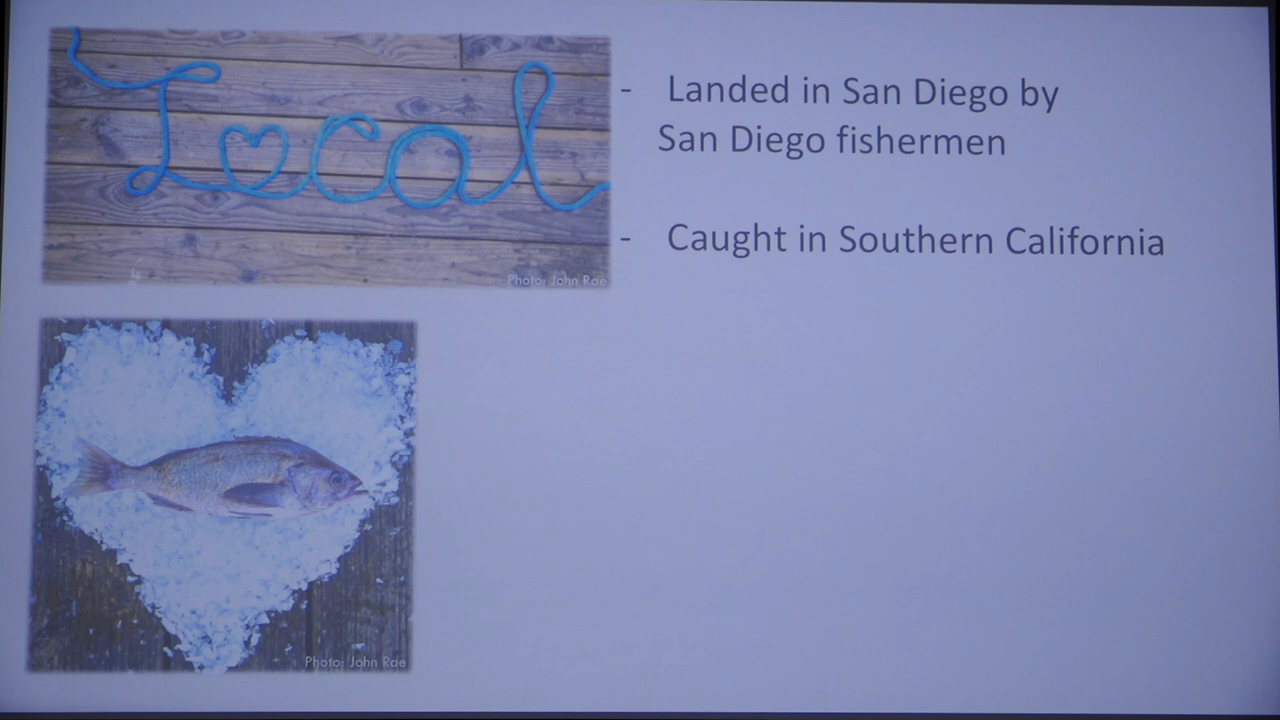 Local
- Landed in San Diego by
San Diego fishermen
- Caught in Southern California
Photo: John Rae
Photo: John Rae